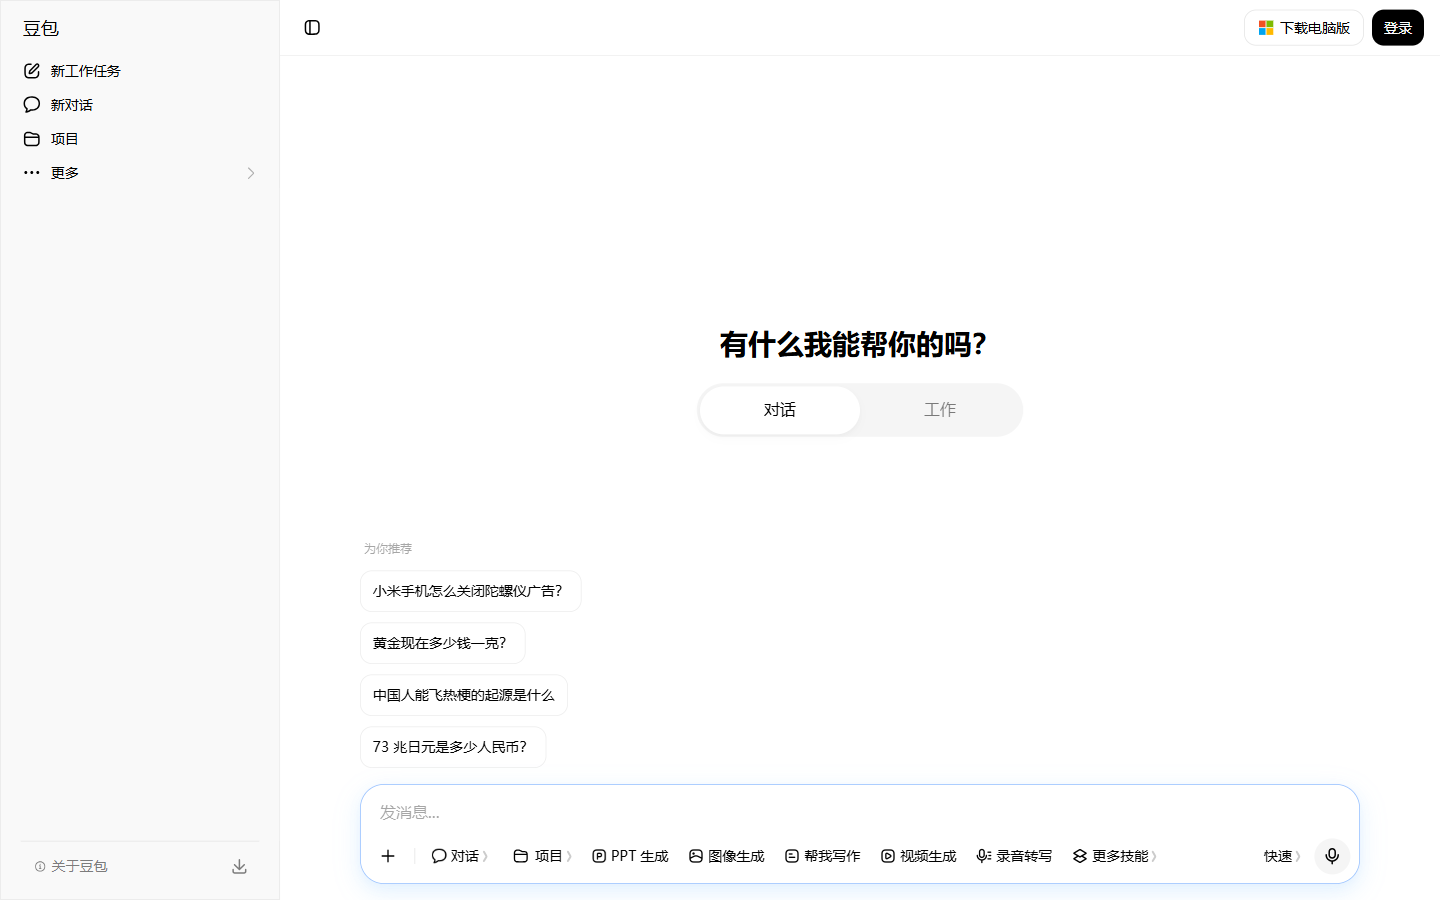 豆包
新工作任务
新对话
项目
更多
关于豆包
下载电脑版
登录
有什么我能帮你的吗？
对话
工作
为你推荐
小米手机怎么关闭陀螺仪广告？
黄金现在多少钱一克？
中国人能飞热梗的起源是什么
73 兆日元是多少人民币？
发消息...
对话
项目
PPT 生成
图像生成
帮我写作
视频生成
录音转写
更多技能
快速